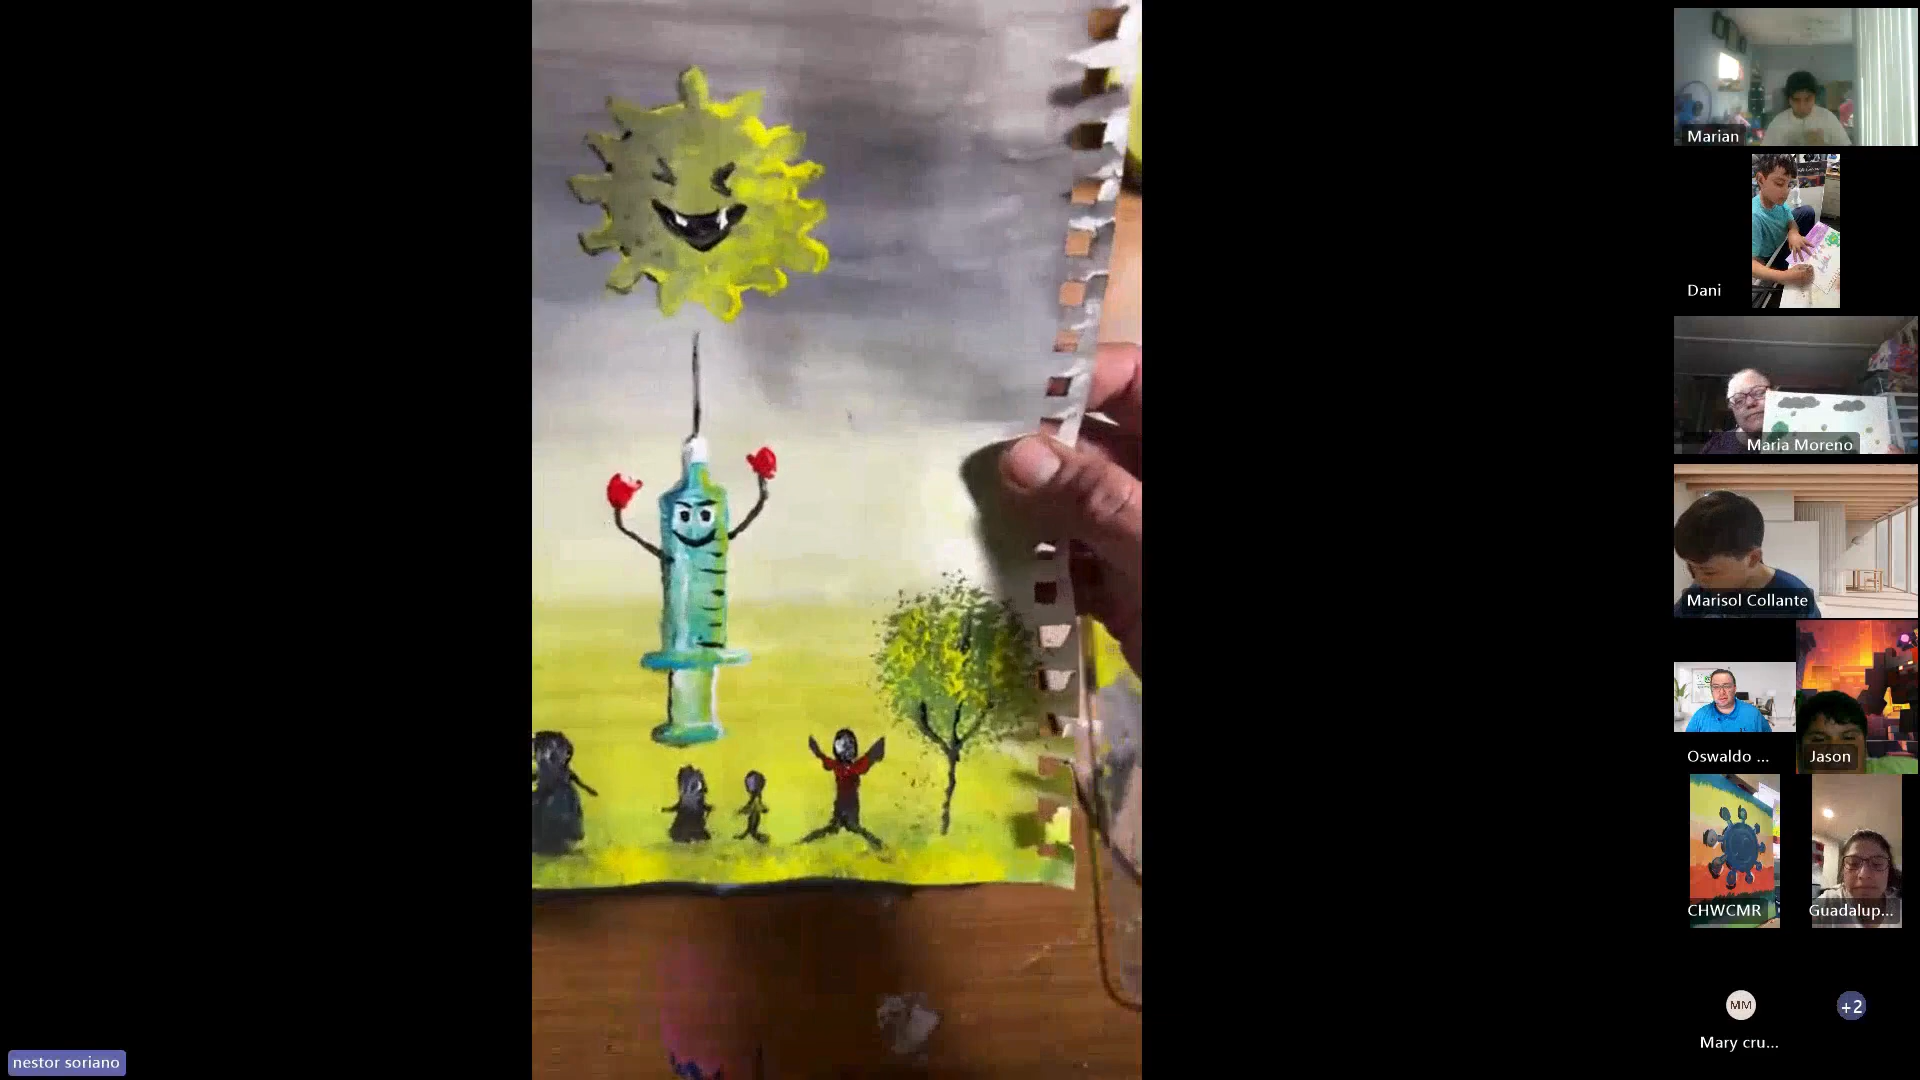 Marian
Dani
Maria Moreno
Marisol Collante
Oswaldo ...
Jason
CHWCMR
Guadalup...
MM
+2
Mary cru...
nestor soriano